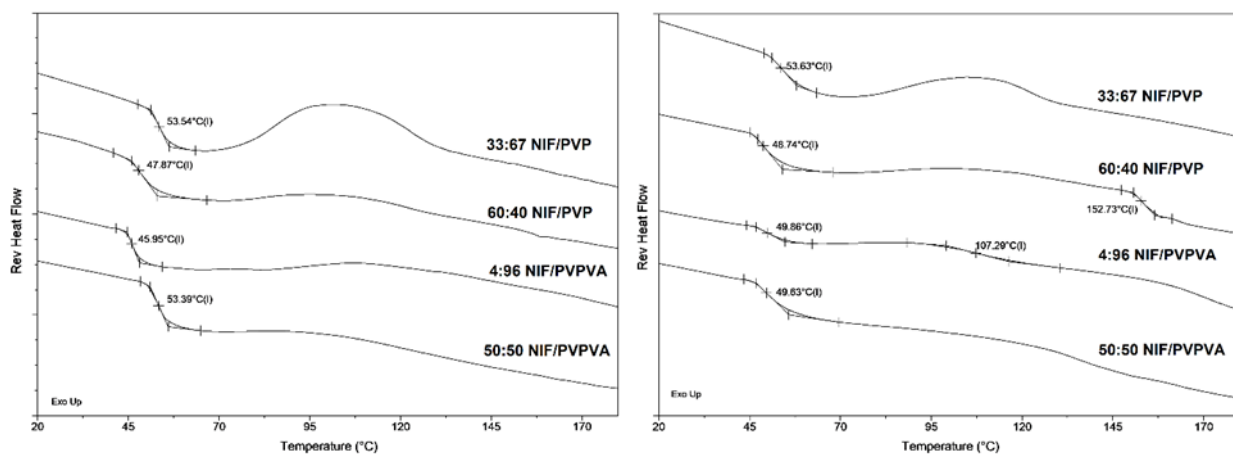 Rev Heat Flow
53.54°C(I)
33:67 NIF/PVP
47.87°C(I)
60:40 NIF/PVP
45.95°C(I)
4:96 NIF/PVPVA
53.39°C(I)
50:50 NIF/PVPVA
Exo Up
20 45 70 95 120 145 170
Temperature (°C)
Rev Heat Flow
53.63°C(I)
33:67 NIF/PVP
48.74°C(I)
60:40 NIF/PVP
152.73°C(I)
49.86°C(I)
107.29°C(I)
4:96 NIF/PVPVA
49.63°C(I)
50:50 NIF/PVPVA
Exo Up
20 45 70 95 120 145 170
Temperature (°C)